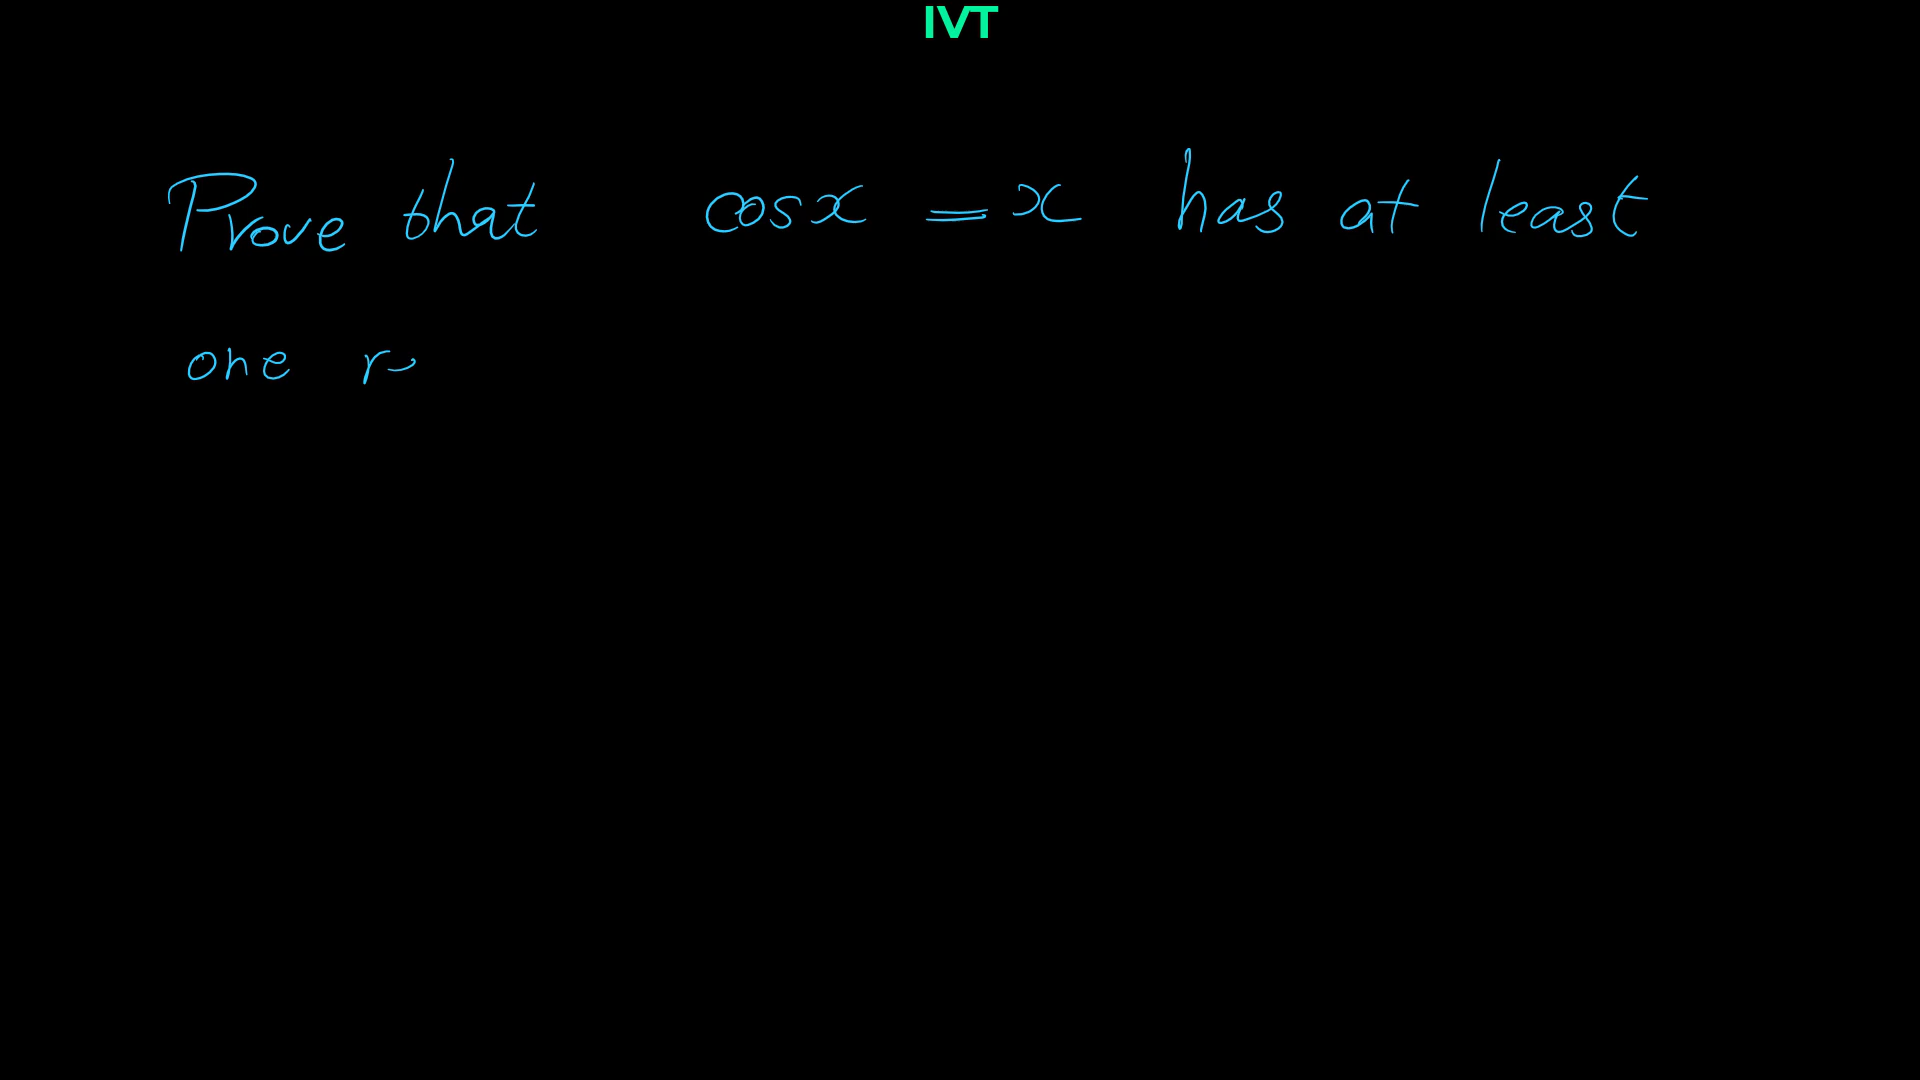 IVT
Prove that cosx = x has at least
one r